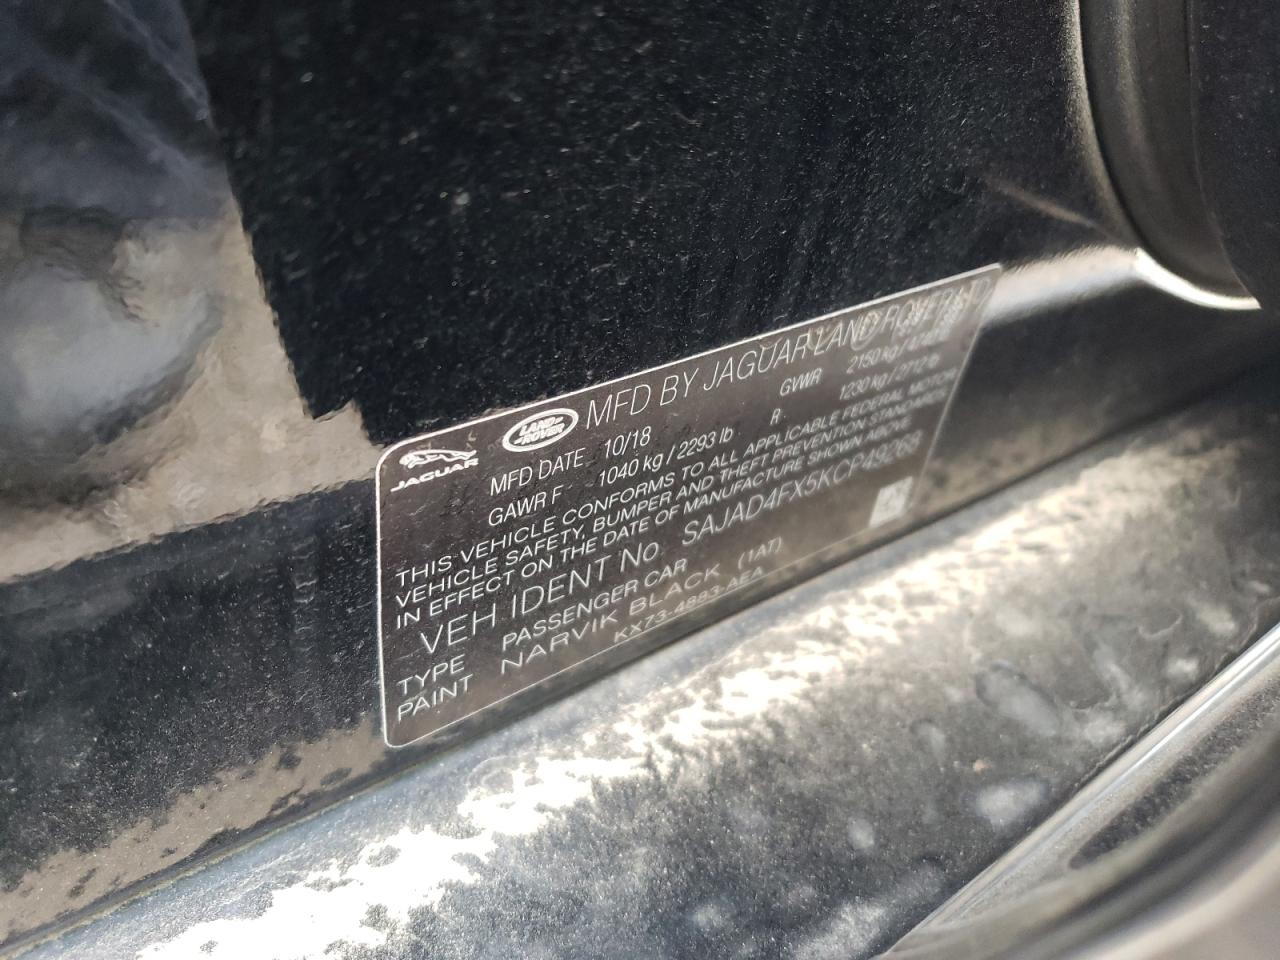 JAGUAR
LAND ROVER
MFD BY JAGUAR LAND ROVER LTD
MFD DATE 10/18 GVWR 2150 kg /
GAWR F 1040 kg / 2293 lb R 1230 kg / 2712 lb
THIS VEHICLE CONFORMS TO ALL APPLICABLE FEDERAL MOTOR
VEHICLE SAFETY, BUMPER AND THEFT PREVENTION STANDARDS
IN EFFECT ON THE DATE OF MANUFACTURE SHOWN ABOVE
VEH IDENT No. SAJAD4FX5KCP49268
TYPE PASSENGER CAR
PAINT NARVIK BLACK (1AT)
KX73-4883-AEA